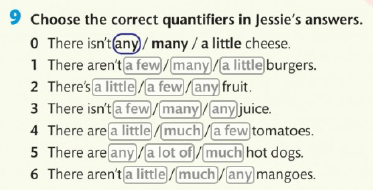 9 Choose the correct quantifiers in Jessie's answers.
0 There isn't any / many / a little cheese.
1 There aren't a few / many / a little burgers.
2 There's a little / a few / any fruit.
3 There isn't a few / many / any juice.
4 There are a little / much / a few tomatoes.
5 There are any / a lot of / much hot dogs.
6 There aren't a little / much / any mangoes.